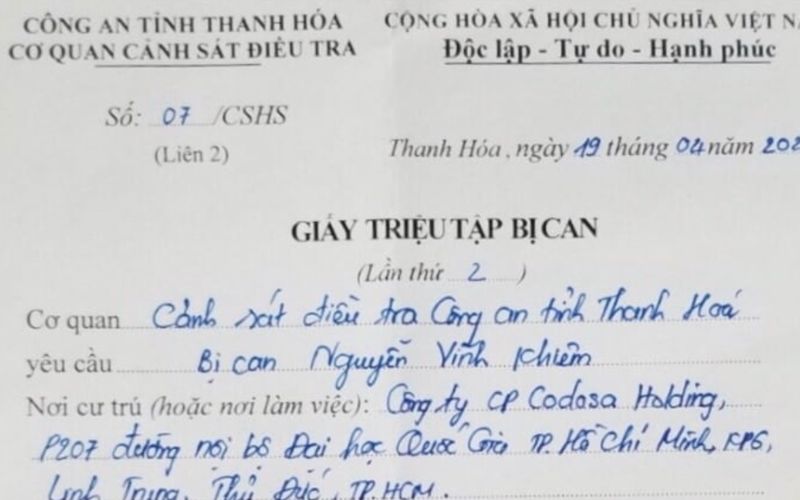 CÔNG AN TỈNH THANH HÓA
CƠ QUAN CẢNH SÁT ĐIỀU TRA
CỘNG HÒA XÃ HỘI CHỦ NGHĨA VIỆT
Độc lập - Tự do - Hạnh phúc
Số: 07 /CSHS
(Liên 2)
Thanh Hóa, ngày 19 tháng 04 năm
GIẤY TRIỆU TẬP BỊ CAN
(Lần thứ 2 )
Cơ quan Cảnh sát điều tra Công an tỉnh Thanh Hoá
yêu cầu Bị can Nguyễn Vinh Khiêm
Nơi cư trú (hoặc nơi làm việc): Công ty CP Codosa Holding,
P207 đường nội bộ Đại học Quốc Gia TP. Hồ Chí Minh, KP6,
Linh Trung, Thủ Đức, TP. HCM.